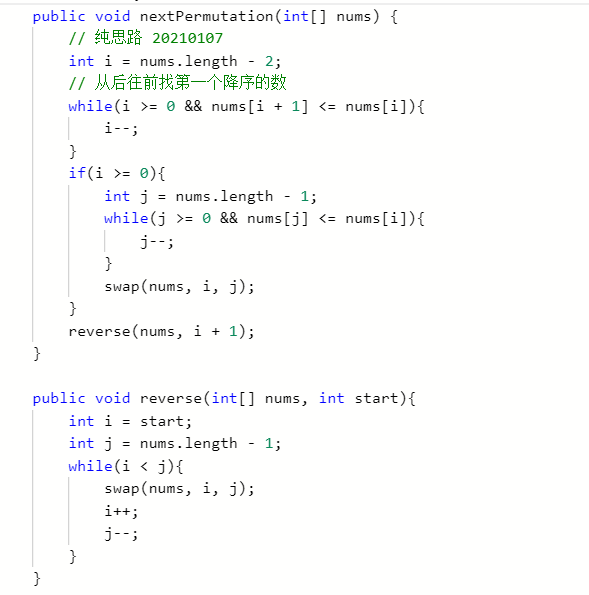 public void nextPermutation(int[] nums) {
// 纯思路 20210107
int i = nums.length - 2;
// 从后往前找第一个降序的数
while(i >= 0 && nums[i + 1] <= nums[i]){
i--;
}
if(i >= 0){
int j = nums.length - 1;
while(j >= 0 && nums[j] <= nums[i]){
j--;
}
swap(nums, i, j);
}
reverse(nums, i + 1);
}
public void reverse(int[] nums, int start){
int i = start;
int j = nums.length - 1;
while(i < j){
swap(nums, i, j);
i++;
j--;
}
}